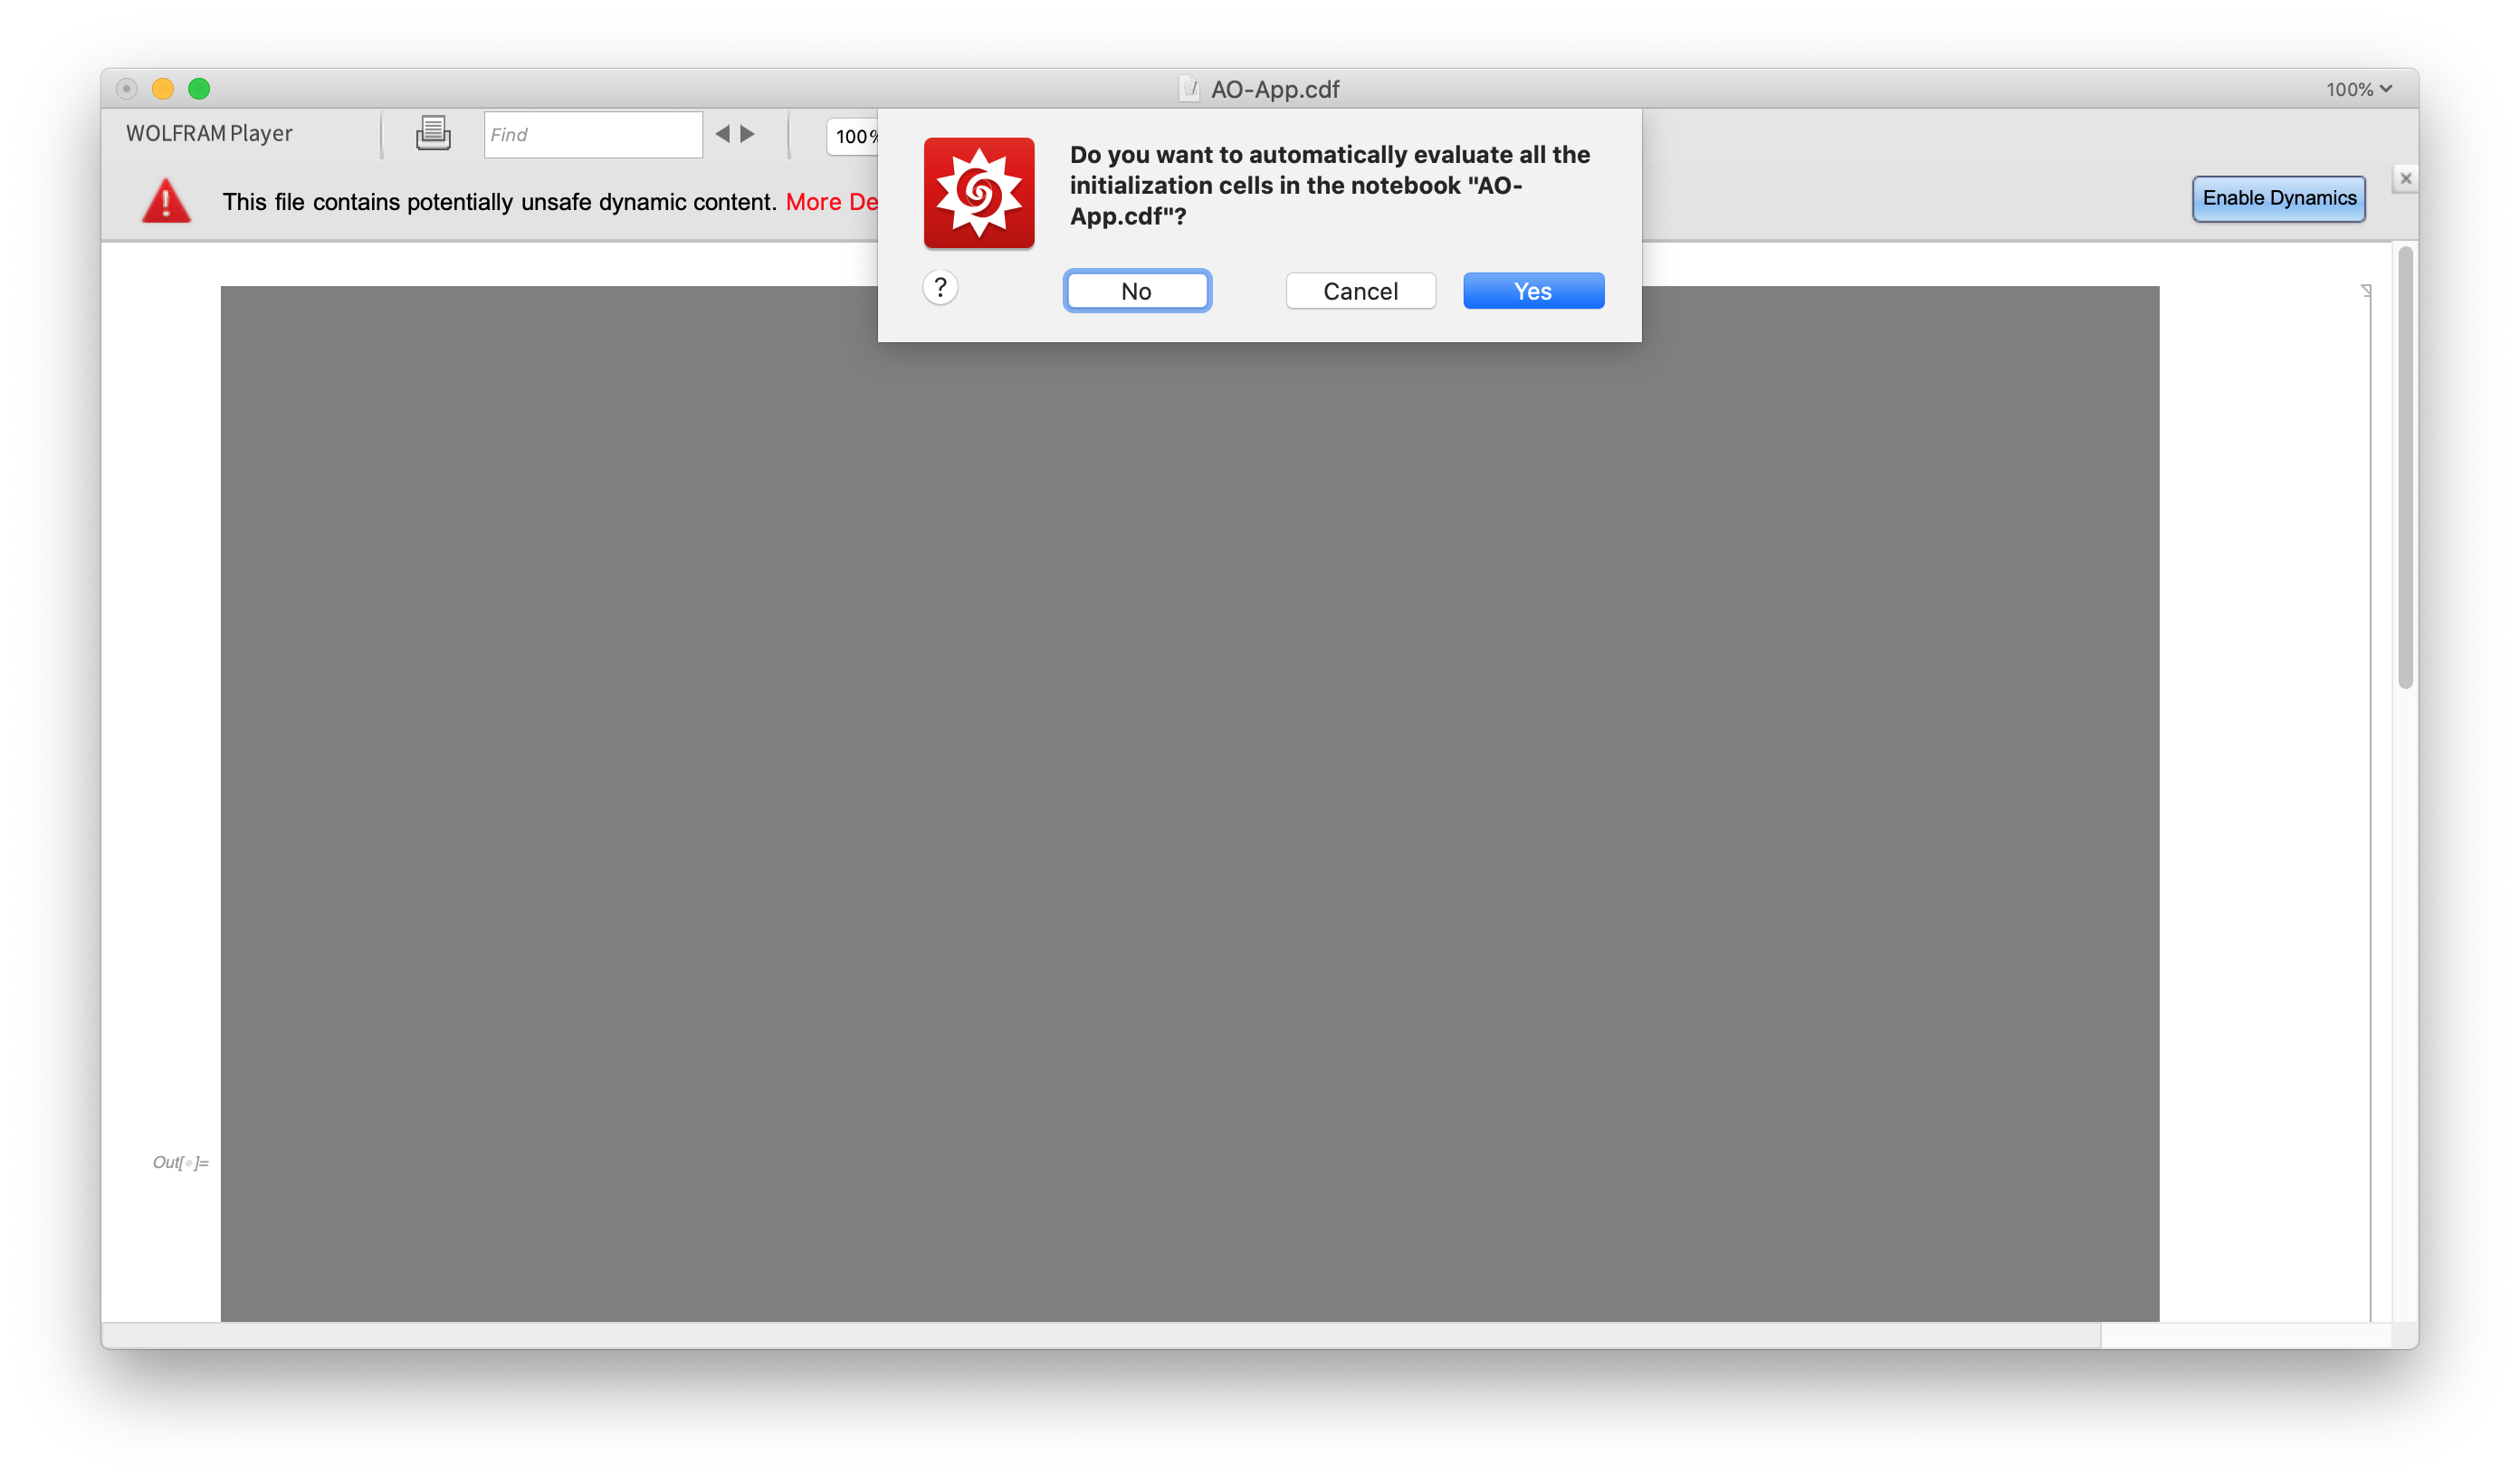 AO-App.cdf
100%
WOLFRAM Player
Find
100%
This file contains potentially unsafe dynamic content. More De
Enable Dynamics
Do you want to automatically evaluate all the
initialization cells in the notebook "AO-
App.cdf"?
?
No
Cancel
Yes
Out[•]=